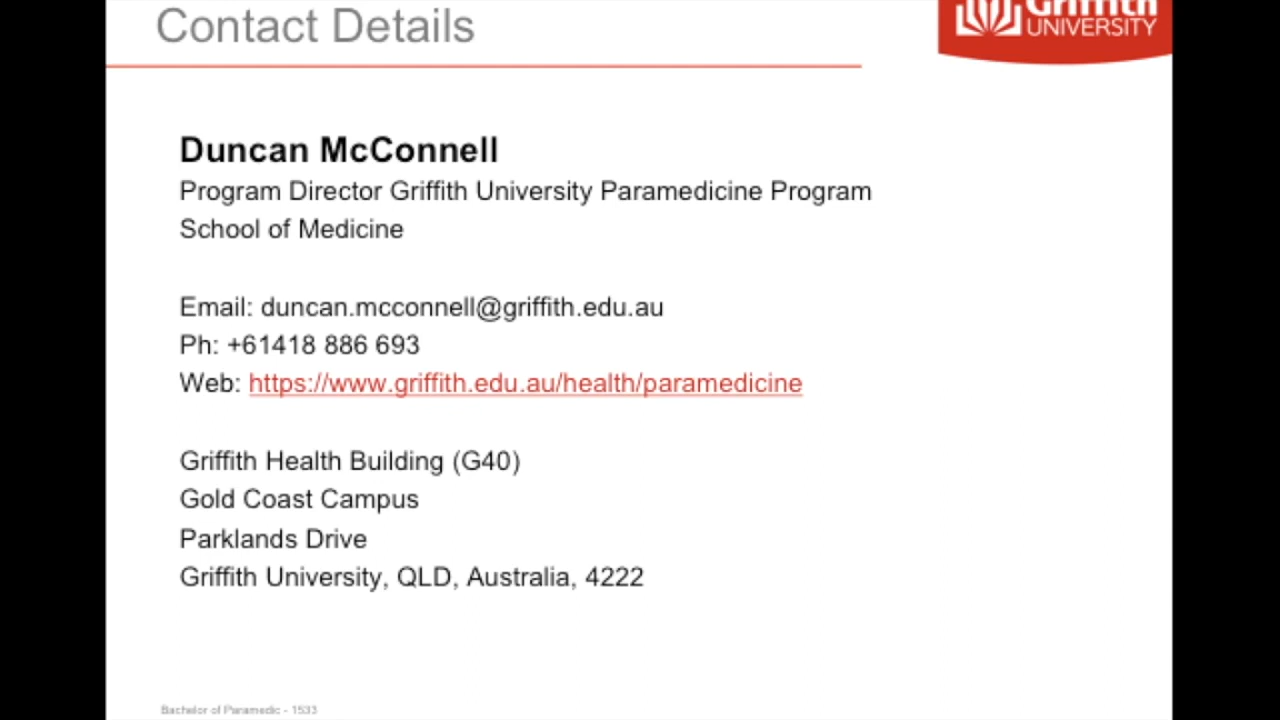 Contact Details
Griffith
UNIVERSITY
Duncan McConnell
Program Director Griffith University Paramedicine Program
School of Medicine
Email: duncan.mcconnell@griffith.edu.au
Ph: +61418 886 693
Web: https://www.griffith.edu.au/health/paramedicine
Griffith Health Building (G40)
Gold Coast Campus
Parklands Drive
Griffith University, QLD, Australia, 4222
Bachelor of Paramedic - 1533